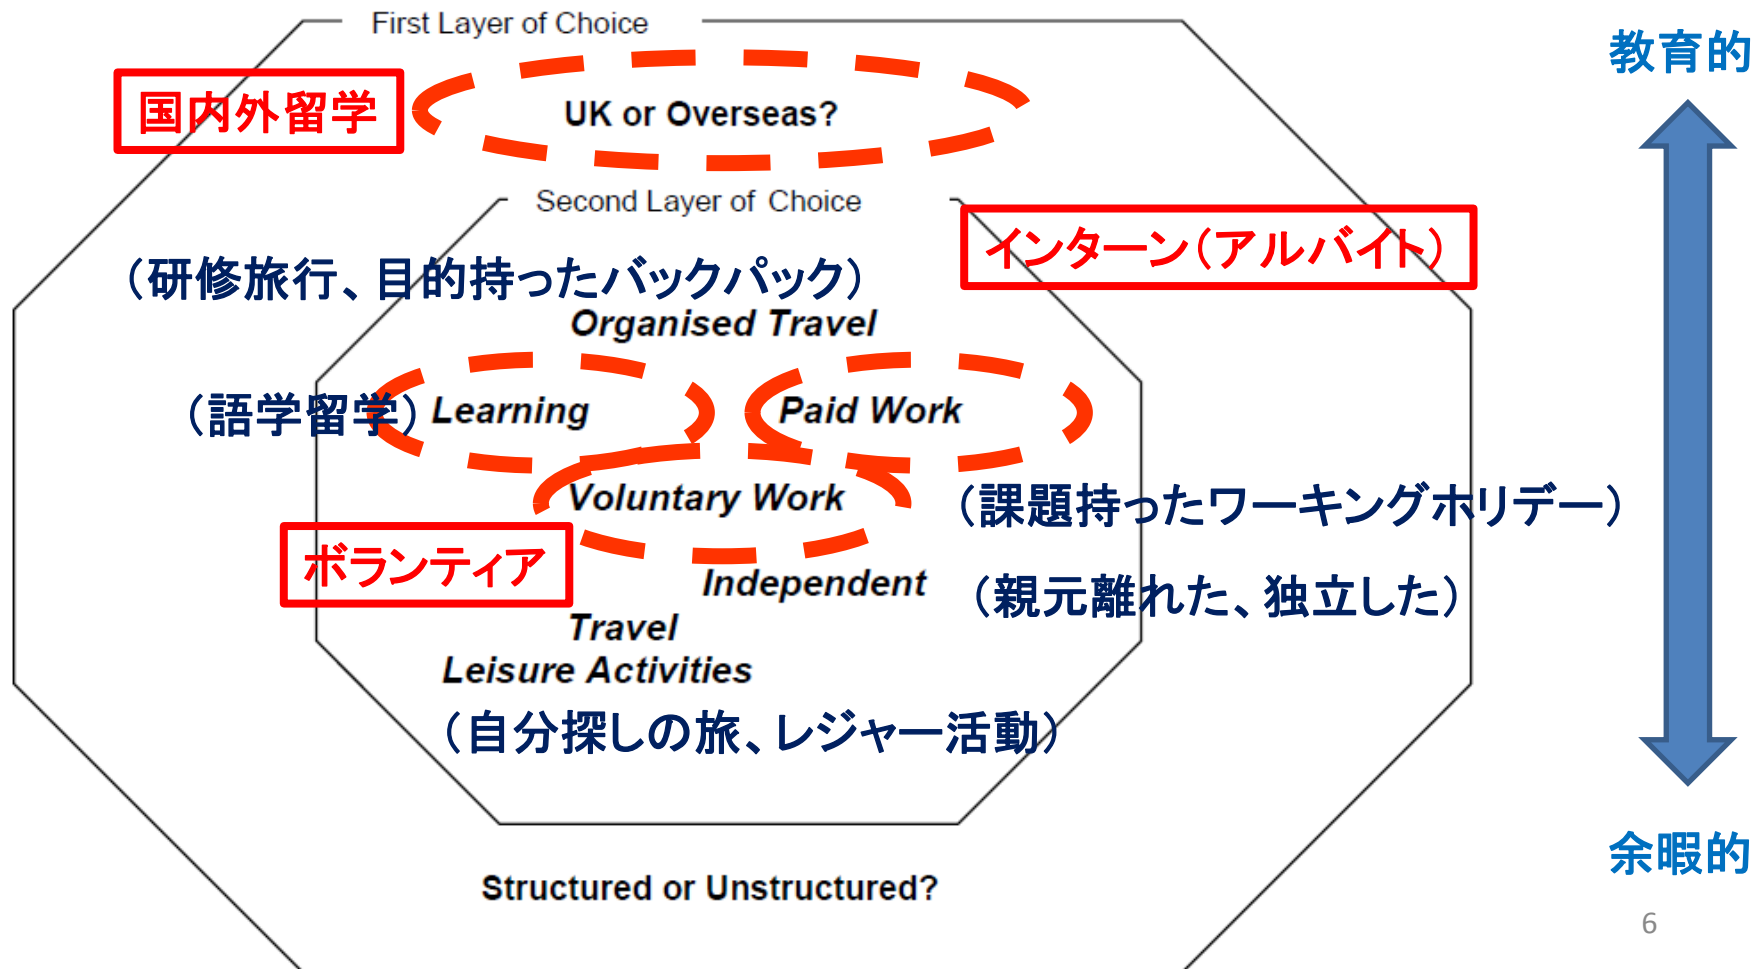 First Layer of Choice
教育的
国内外留学
UK or Overseas?
Second Layer of Choice
インターン(アルバイト)
(研修旅行、目的持ったバックパック)
Organised Travel
(語学留学)
Learning
Paid Work
Voluntary Work
(課題持ったワーキングホリデー)
ボランティア
Independent
(親元離れた、独立した)
Travel
Leisure Activities
(自分探しの旅、レジャー活動)
余暇的
Structured or Unstructured?
6